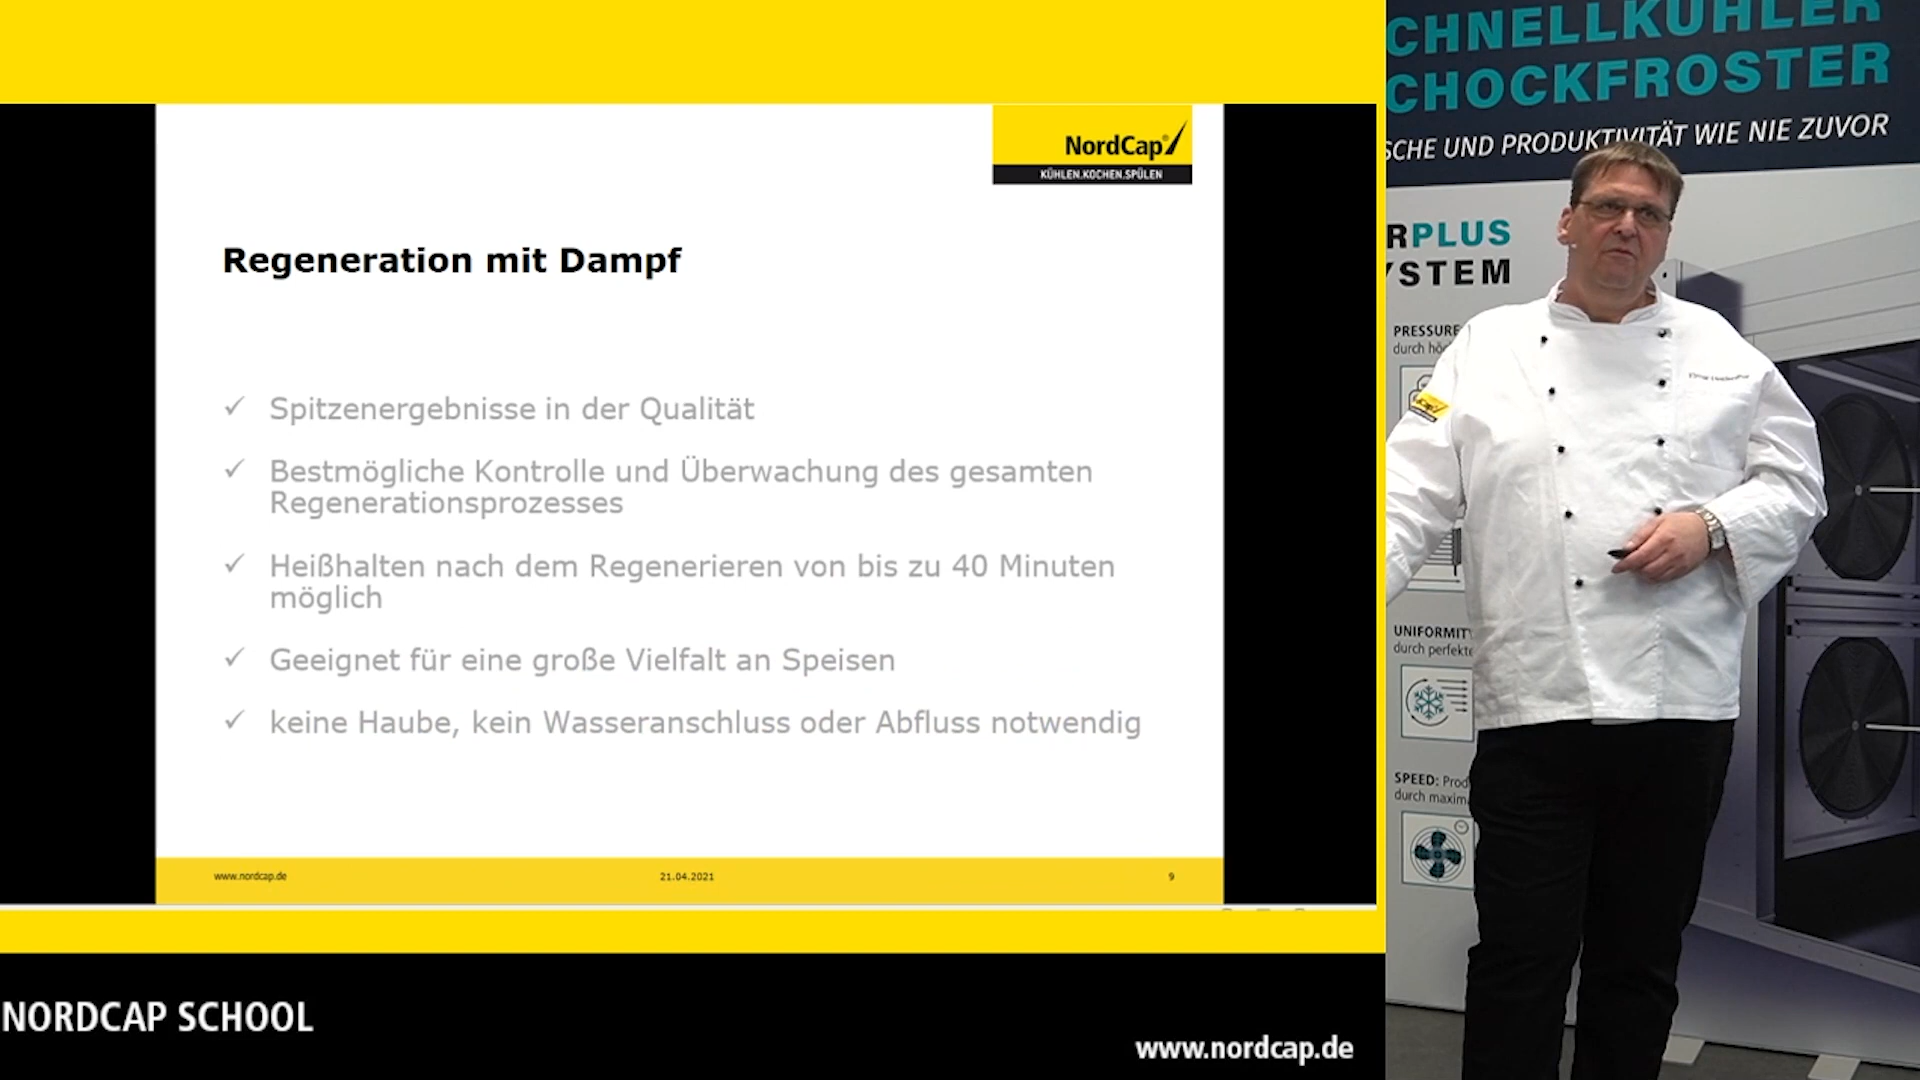 NordCap®
KÜHLEN.KOCHEN.SPÜLEN
Regeneration mit Dampf
✓ Spitzenergebnisse in der Qualität
✓ Bestmögliche Kontrolle und Überwachung des gesamten
Regenerationsprozesses
✓ Heißhalten nach dem Regenerieren von bis zu 40 Minuten
möglich
✓ Geeignet für eine große Vielfalt an Speisen
✓ keine Haube, kein Wasseranschluss oder Abfluss notwendig
www.nordcap.de
21.04.2021
9
NORDCAP SCHOOL
www.nordcap.de
CHNELLKÜHLER
CHOCKFROSTER
SCHE UND PRODUKTIVITÄT WIE NIE ZUVOR
RPLUS
YSTEM
PRESSURE
durch höc
UNIFORMIT
durch perfekte
SPEED: Prod
durch maxim